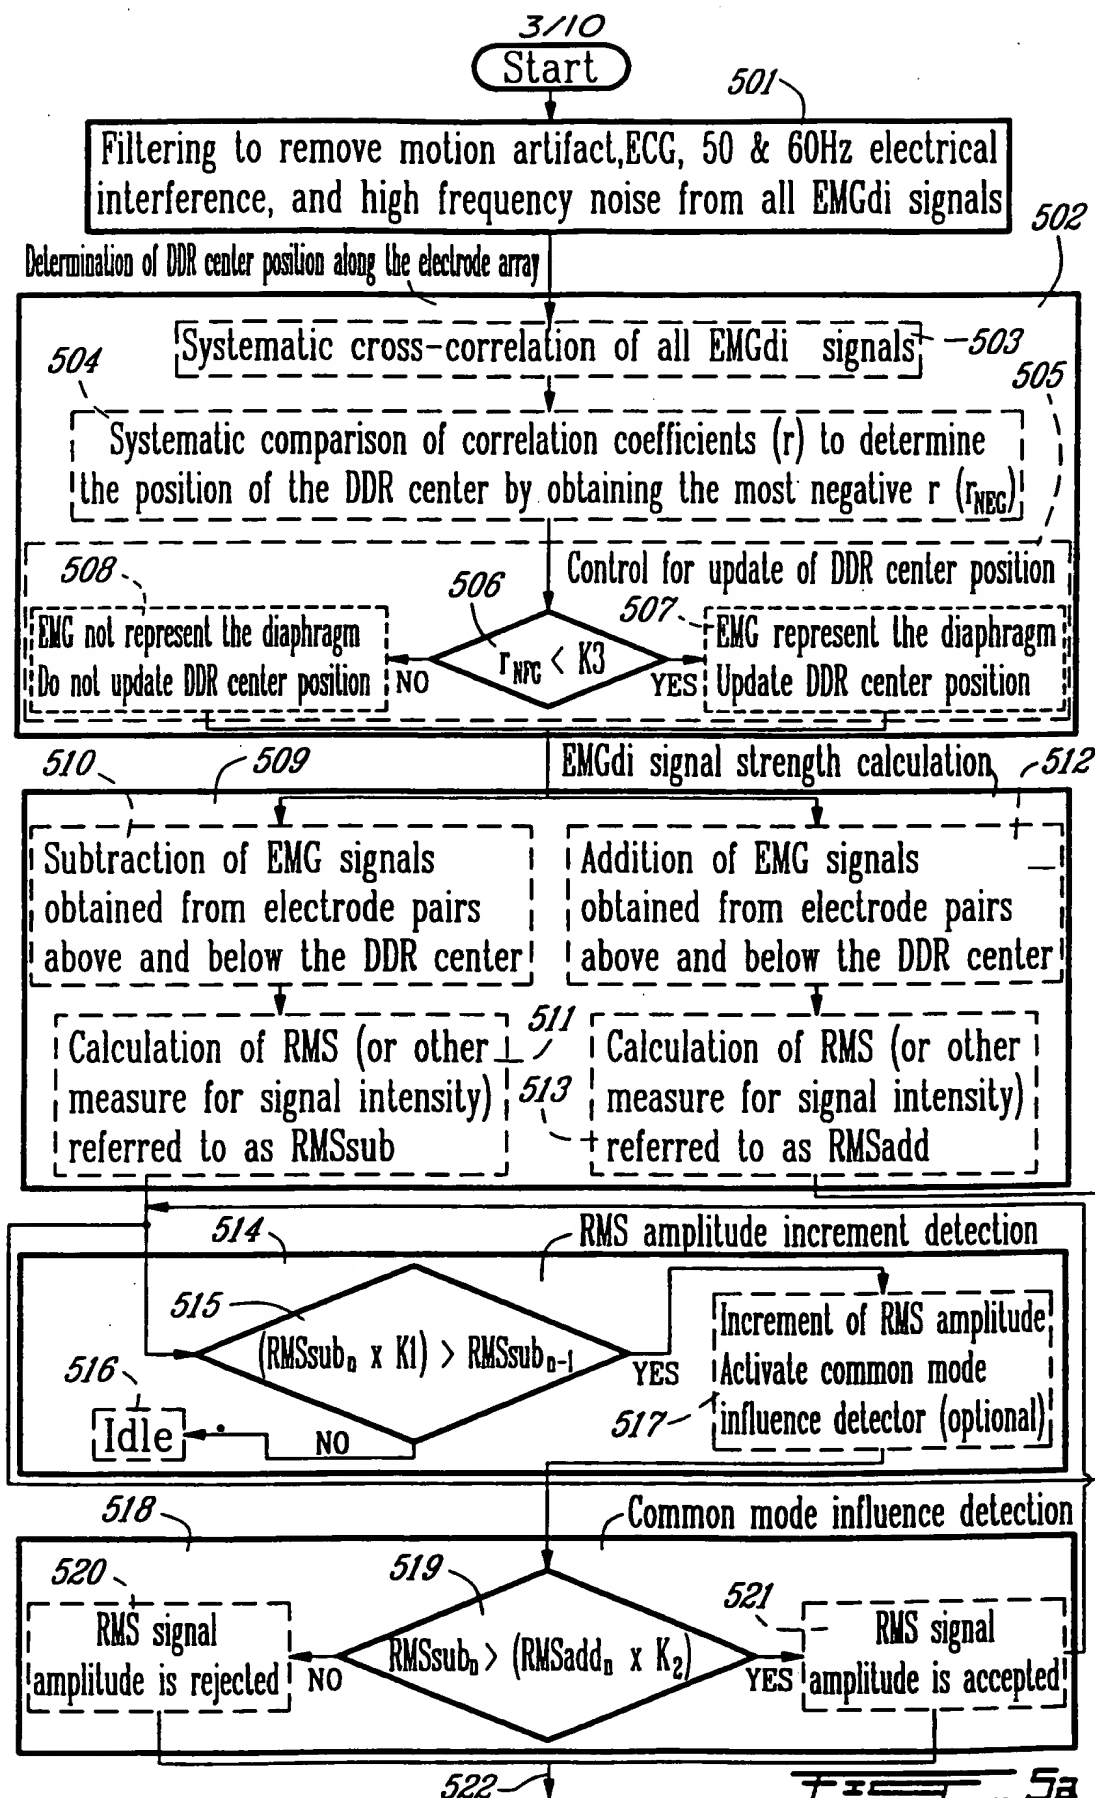 3/10
Start
501
Filtering to remove motion artifact,ECG, 50 & 60Hz electrical
interference, and high frequency noise from all EMGdi signals
502
Determination of DDR center position along the electrode array
Systematic cross-correlation of all EMGdi signals
503
504
505
Systematic comparison of correlation coefficients (r) to determine
the position of the DDR center by obtaining the most negative r (rNEG)
Control for update of DDR center position
508
506
507
EMG not represent the diaphragm
Do not update DDR center position
NO
rNEG < K3
YES
EMG represent the diaphragm
Update DDR center position
510
509
EMGdi signal strength calculation
512
Subtraction of EMG signals
obtained from electrode pairs
above and below the DDR center
Addition of EMG signals
obtained from electrode pairs
above and below the DDR center
511
Calculation of RMS (or other
measure for signal intensity)
referred to as RMSsub
513
Calculation of RMS (or other
measure for signal intensity)
referred to as RMSadd
514
RMS amplitude increment detection
515
(RMSsubn x K1) > RMSsubn-1
YES
Increment of RMS amplitude
Activate common mode
influence detector (optional)
517
516
Idle
NO
518
Common mode influence detection
520
519
521
RMS signal
amplitude is rejected
NO
RMSsubn > (RMSaddn x K2)
YES
RMS signal
amplitude is accepted
522
5a